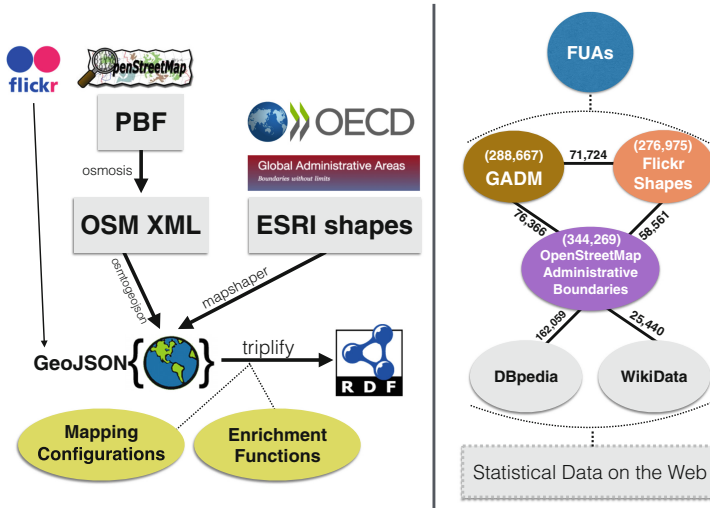 flickr
OpenStreetMap
PBF
osmosis
OECD
Global Administrative Areas
Boundaries without limits
OSM XML
ESRI shapes
osmtogeojson
mapshaper
GeoJSON{ }
triplify
RDF
Mapping
Configurations
Enrichment
Functions
FUAs
(288,667)
GADM
71,724
(276,975)
Flickr
Shapes
76,366
58,561
(344,269)
OpenStreetMap
Administrative
Boundaries
162,059
25,440
DBpedia
WikiData
Statistical Data on the Web